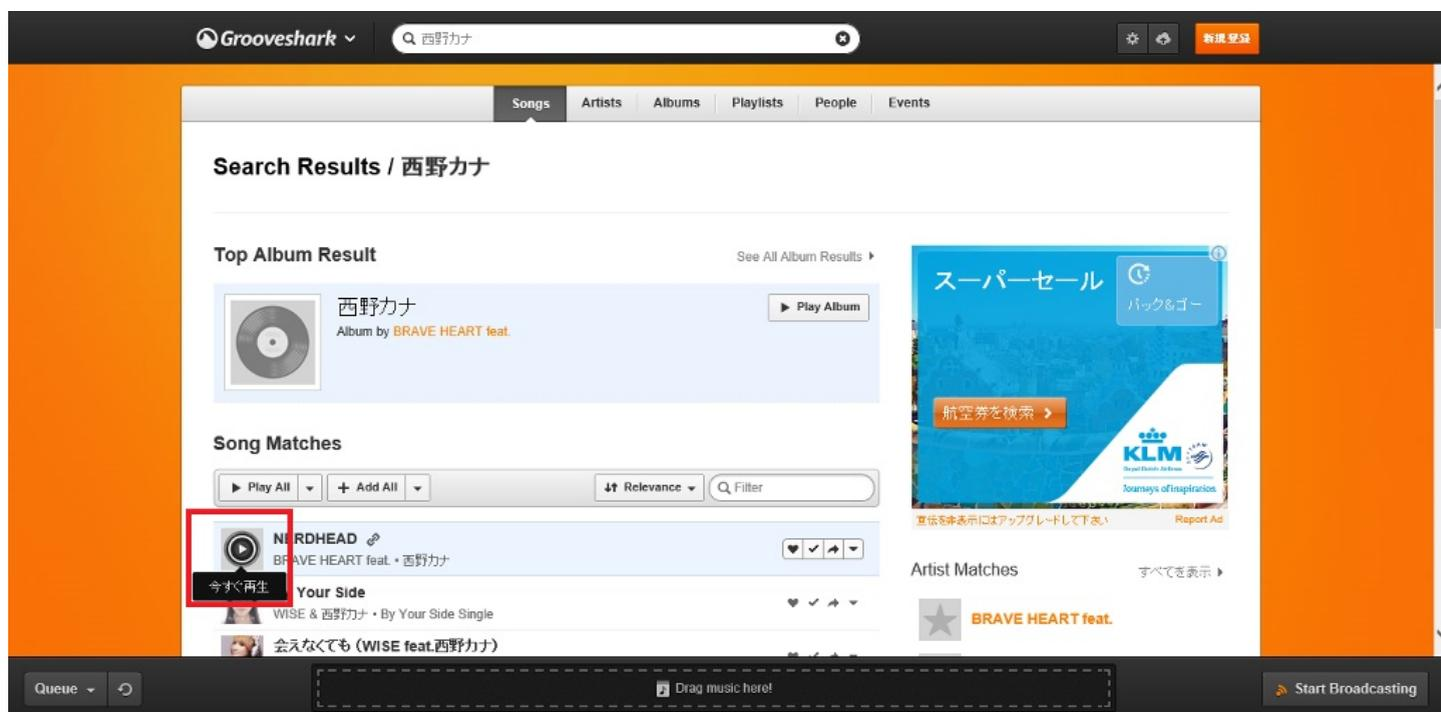 Grooveshark
西野カナ
新規登録
Songs Artists Albums Playlists People Events
Search Results / 西野カナ
Top Album Result
See All Album Results
西野カナ
Play Album
Album by BRAVE HEART feat.
Song Matches
Play All
Add All
Relevance
Filter
NERDHEAD
BRAVE HEART feat. • 西野カナ
今すぐ再生
Your Side
WISE & 西野カナ • By Your Side Single
会えなくても (WISE feat.西野カナ)
スーパーセール
パック&ゴー
航空券を検索
KLM
Royal Dutch Airlines
Journeys of Inspiration
宣伝を非表示にはアップグレードして下さい
Report Ad
Artist Matches
すべてを表示
BRAVE HEART feat.
Queue
Drag music here!
Start Broadcasting